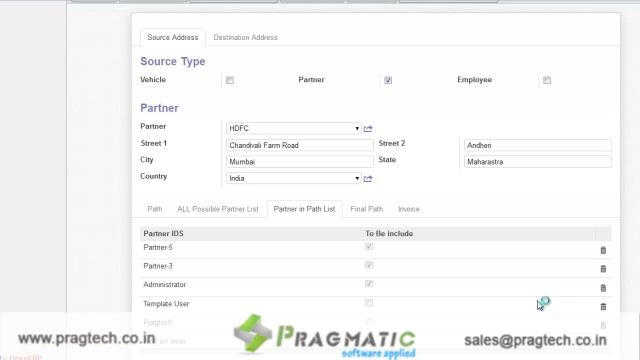 Source Address Destination Address
Source Type
Vehicle Partner Employee
Partner
Partner HDFC
Street 1 Chandivali Farm Road Street 2 Andheri
City Mumbai State Maharastra
Country India
Path ALL Possible Partner List Partner in Path List Final Path Invoice
Partner IDS To Be include
Partner-5
Partner-3
Administrator
Template User
Pragtech
www.pragtech.co.in PRAGMATIC sales@pragtech.co.in
software applied
by OpenERP